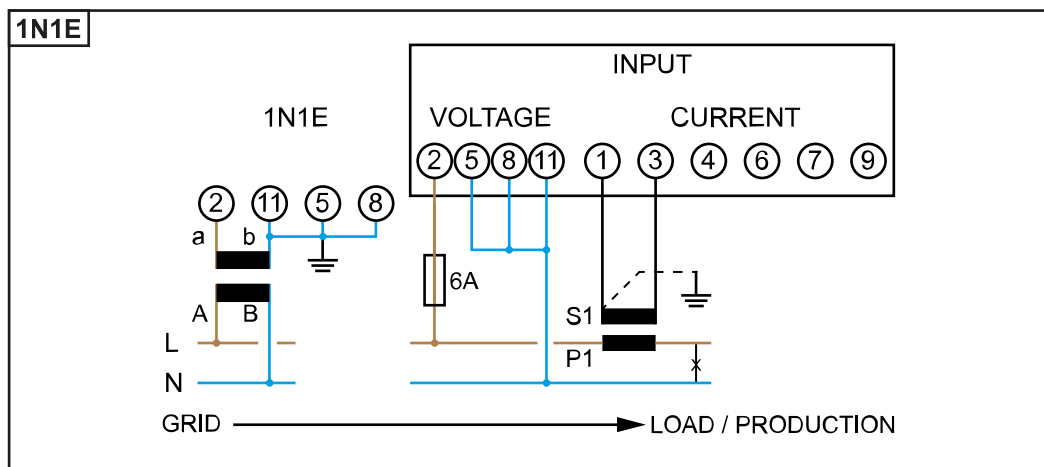 1N1E
INPUT
1N1E
VOLTAGE CURRENT
2 5 8 11 1 3 4 6 7 9
2 11 5 8
a b
6A
S1
A B
L
P1
N
GRID LOAD / PRODUCTION